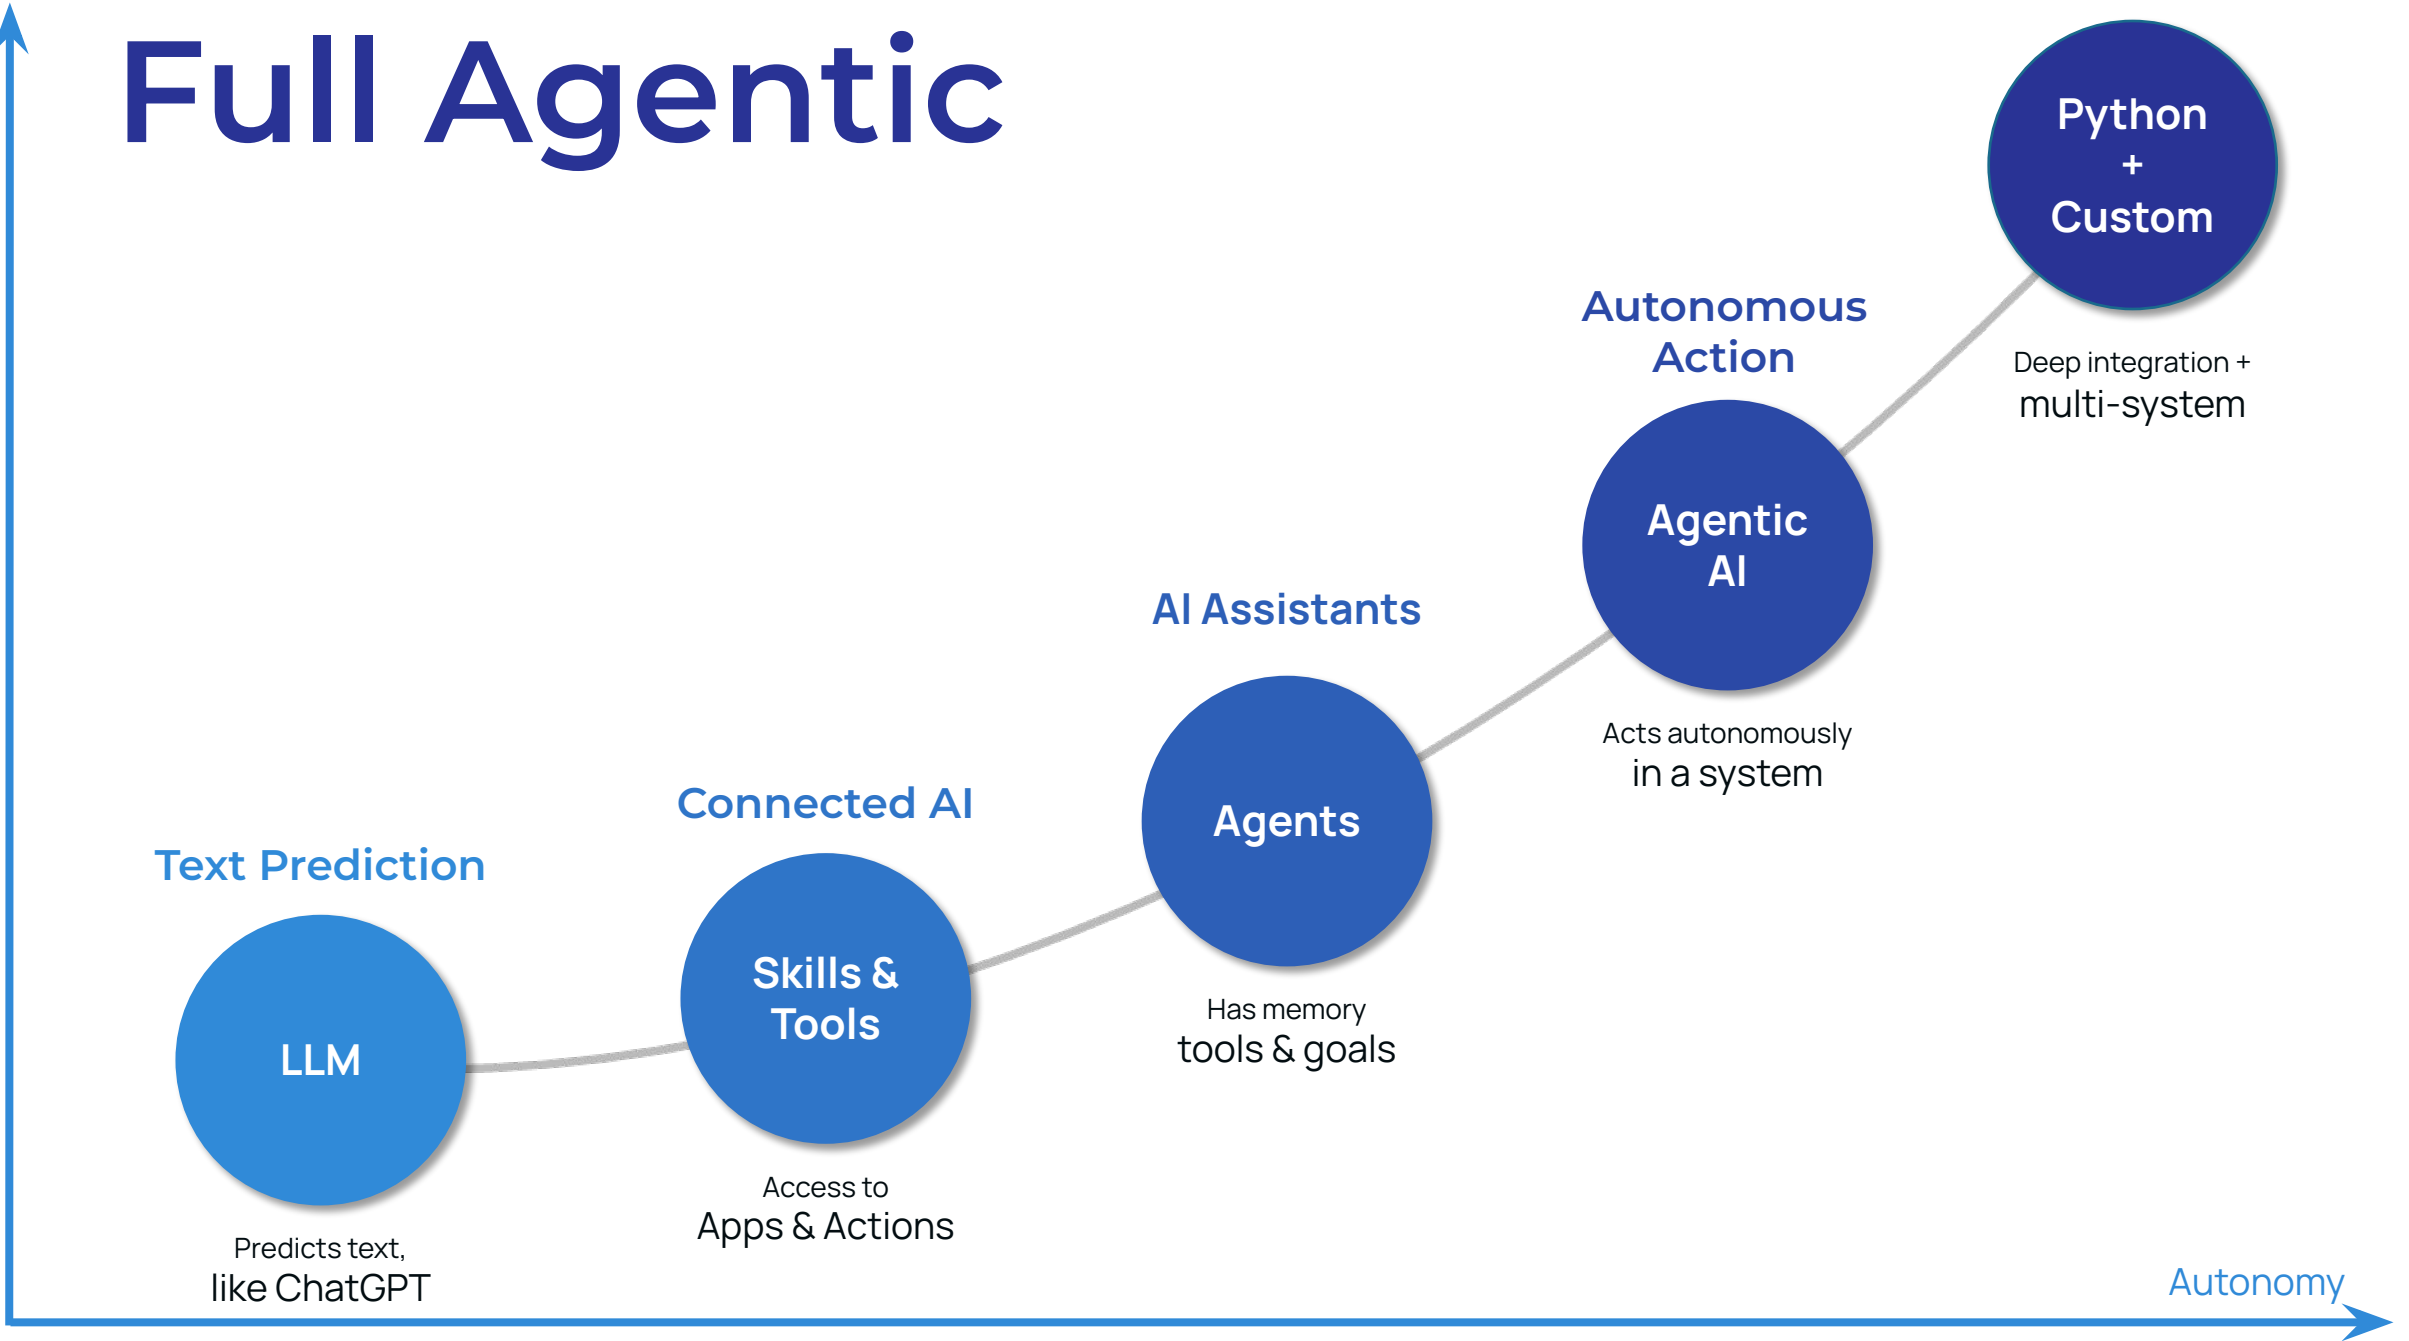 Full Agentic
Text Prediction
LLM
Predicts text,
like ChatGPT
Connected AI
Skills &
Tools
Access to
Apps & Actions
AI Assistants
Agents
Has memory
tools & goals
Autonomous
Action
Agentic
AI
Acts autonomously
in a system
Python
+
Custom
Deep integration +
multi-system
Autonomy